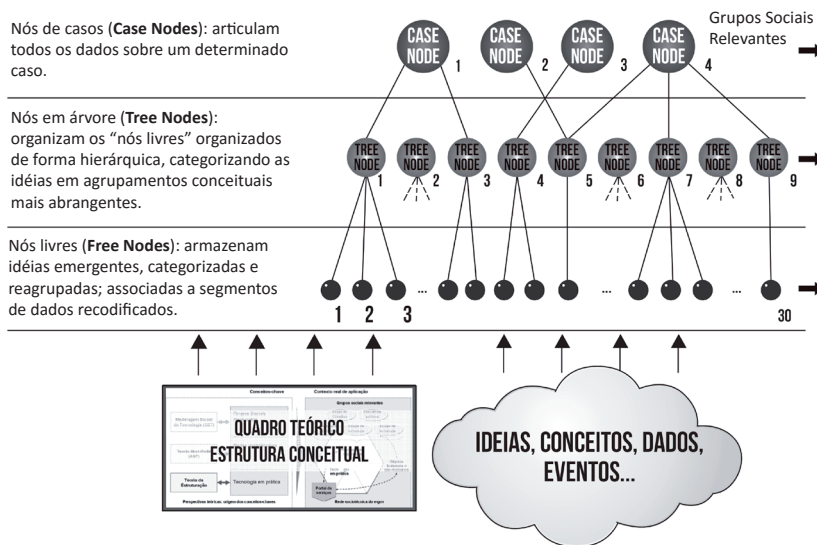 Nós de casos (Case Nodes): articulam
todos os dados sobre um determinado
caso.
CASE
NODE
1
CASE
NODE
2
CASE
NODE
3
CASE
NODE
4
Grupos Sociais
Relevantes
Nós em árvore (Tree Nodes):
organizam os “nós livres” organizados
de forma hierárquica, categorizando as
idéias em agrupamentos conceituais
mais abrangentes.
TREE
NODE
1
TREE
NODE
2
TREE
NODE
3
TREE
NODE
4
TREE
NODE
5
TREE
NODE
6
TREE
NODE
7
TREE
NODE
8
TREE
NODE
9
Nós livres (Free Nodes): armazenam
idéias emergentes, categorizadas e
reagrupadas; associadas a segmentos
de dados recodificados.
...
...
...
1
2
3
30
Conceitos-chave
Contexto real de aplicação
Grupos sociais relevantes
QUADRO TEÓRICO
ESTRUTURA CONCEITUAL
Teoria da
Estruturação
Tecnologia em prática
Portal de
serviços
IDEIAS, CONCEITOS, DADOS,
EVENTOS...